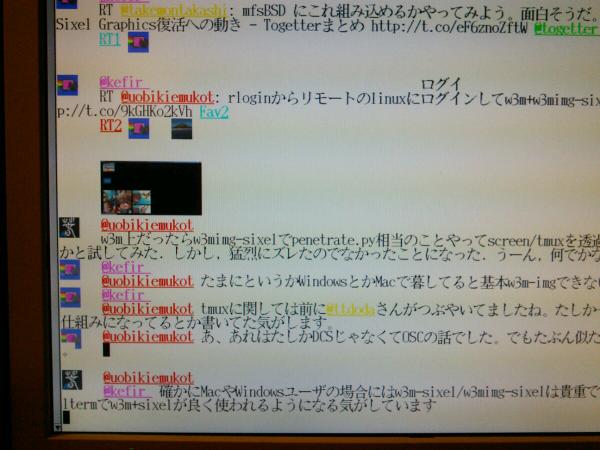 RT @takemontakashi: mfsBSD にこれ組み込めるかやってみよう。面白そうだ。
Sixel Graphics復活への動き - Togetterまとめ http://t.co/eF6znoZftW @togetter_
RT1
@kefir_ ログイ
RT @uobikiemukot: rloginからリモートのlinuxにログインしてw3m+w3mimg-six
p://t.co/9kGHKo2kVh Fav2
RT2
@uobikiemukot
w3m上だったらw3mimg-sixelでpenetrate.py相当のことやってscreen/tmuxを透過
かと試してみた．しかし，猛烈にズレたのでなかったことになった．うーん，何でかな
@kefir_
@uobikiemukot たまにというかWindowsとかMacで暮してると基本w3m-imgできない
@kefir_
@uobikiemukot tmuxに関しては前に@ttdodaさんがつぶやいてましたね。たしか
仕組みになってるとか書いてた気がします。
@uobikiemukot あ、あれはたしかDCSじゃなくてOSCの話でした。でもたぶん似た
。
@uobikiemukot
@kefir_ 確かにMacやWindowsユーザの場合にはw3m-sixel/w3mimg-sixelは貴重で
ltermでw3m+sixelが良く使われるようになる気がしています